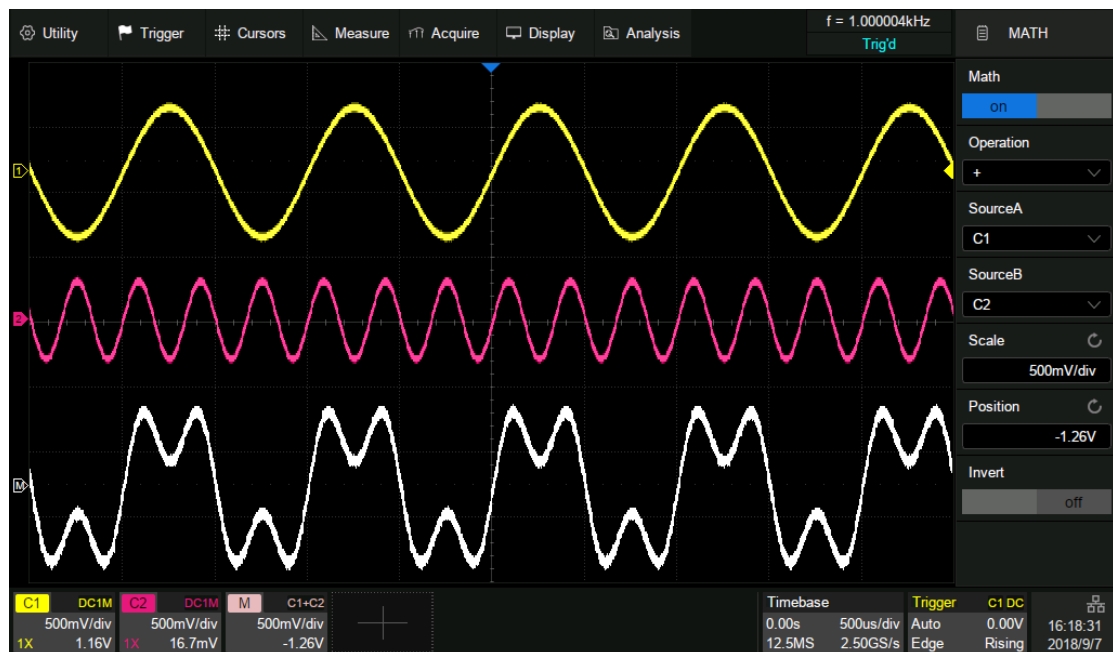 Utility Trigger Cursors Measure Acquire Display Analysis
f = 1.000004kHz
Trig'd
MATH
Math
on
Operation
+
SourceA
C1
SourceB
C2
Scale
500mV/div
Position
-1.26V
Invert
off
1
2
M
C1 DC1M
500mV/div
1X 1.16V
C2 DC1M
500mV/div
1X 16.7mV
M C1+C2
500mV/div
-1.26V
Timebase
0.00s 500us/div
12.5MS 2.50GS/s
Trigger C1 DC
Auto 0.00V
Edge Rising
16:18:31
2018/9/7